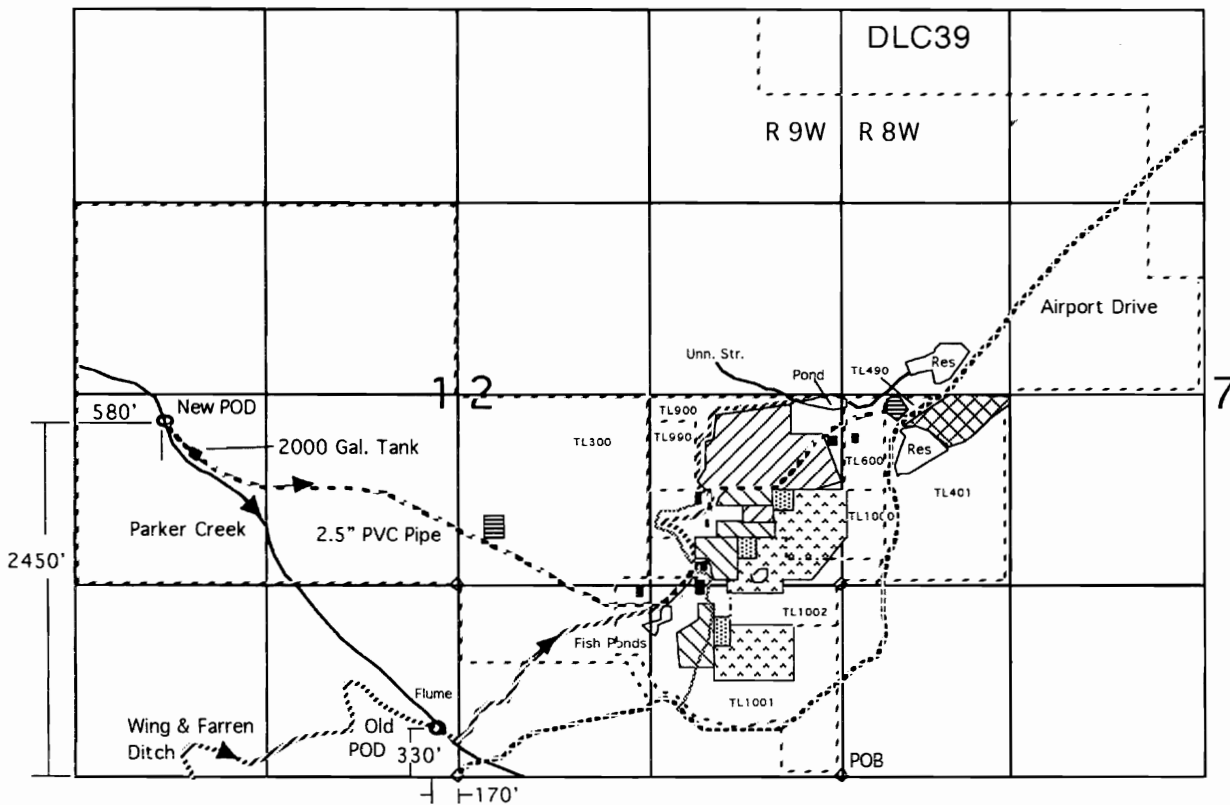 DLC39
R 9W R 8W
Airport Drive
Unn. Str.
Pond
TL490
Res
12
7
580'
New POD
TL900
2000 Gal. Tank
TL300
TL990
TL600
Res
TL401
Parker Creek
2.5" PVC Pipe
TL1000
2450'
TL1002
Fish Ponds
Flume
TL1001
Wing & Farren
Ditch
Old
POD
330'
POB
170'